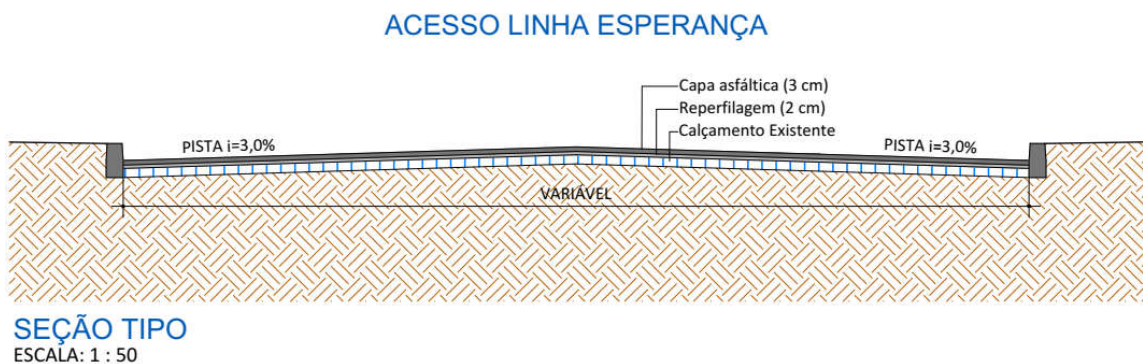 ACESSO LINHA ESPERANÇA
Capa asfáltica (3 cm)
Reperfilagem (2 cm)
Calçamento Existente
PISTA i=3,0%
PISTA i=3,0%
VARIÁVEL
SEÇÃO TIPO
ESCALA: 1 : 50